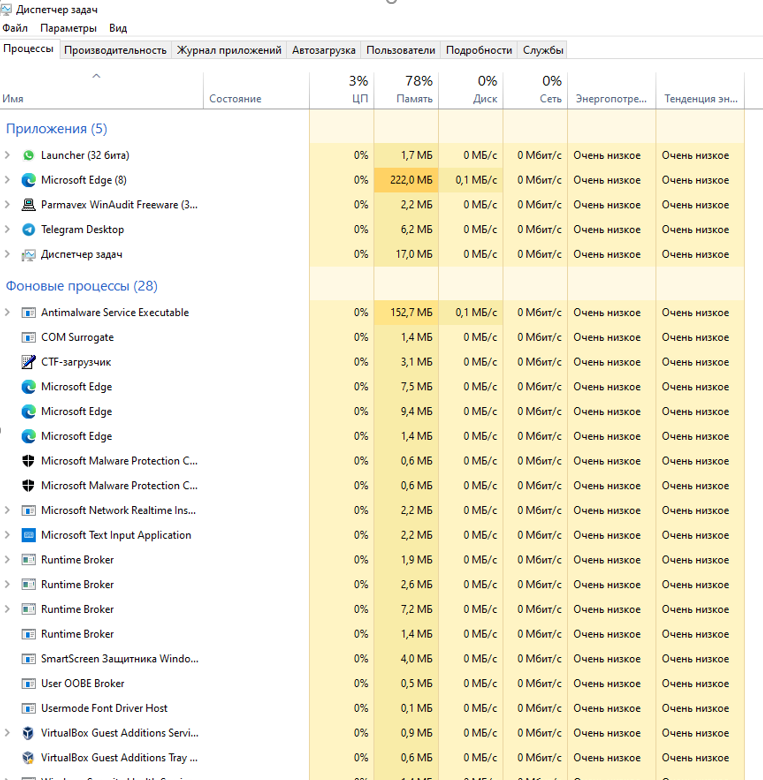 Диспетчер задач
Файл Параметры Вид
Процессы Производительность Журнал приложений Автозагрузка Пользователи Подробности Службы
3% 78% 0% 0%
Имя Состояние ЦП Память Диск Сеть Энергопотре... Тенденция эн...
Приложения (5)
Launcher (32 бита) 0% 1,7 МБ 0 МБ/с 0 Мбит/с Очень низкое Очень низкое
Microsoft Edge (8) 0% 222,0 МБ 0,1 МБ/с 0 Мбит/с Очень низкое Очень низкое
Parmavex WinAudit Freeware (3... 0% 2,2 МБ 0 МБ/с 0 Мбит/с Очень низкое Очень низкое
Telegram Desktop 0% 6,2 МБ 0 МБ/с 0 Мбит/с Очень низкое Очень низкое
Диспетчер задач 0% 17,0 МБ 0 МБ/с 0 Мбит/с Очень низкое Очень низкое
Фоновые процессы (28)
Antimalware Service Executable 0% 152,7 МБ 0,1 МБ/с 0 Мбит/с Очень низкое Очень низкое
COM Surrogate 0% 1,4 МБ 0 МБ/с 0 Мбит/с Очень низкое Очень низкое
CTF-загрузчик 0% 3,1 МБ 0 МБ/с 0 Мбит/с Очень низкое Очень низкое
Microsoft Edge 0% 7,5 МБ 0 МБ/с 0 Мбит/с Очень низкое Очень низкое
Microsoft Edge 0% 9,4 МБ 0 МБ/с 0 Мбит/с Очень низкое Очень низкое
Microsoft Edge 0% 1,4 МБ 0 МБ/с 0 Мбит/с Очень низкое Очень низкое
Microsoft Malware Protection C... 0% 0,6 МБ 0 МБ/с 0 Мбит/с Очень низкое Очень низкое
Microsoft Malware Protection C... 0% 0,6 МБ 0 МБ/с 0 Мбит/с Очень низкое Очень низкое
Microsoft Network Realtime Ins... 0% 2,2 МБ 0 МБ/с 0 Мбит/с Очень низкое Очень низкое
Microsoft Text Input Application 0% 2,2 МБ 0 МБ/с 0 Мбит/с Очень низкое Очень низкое
Runtime Broker 0% 1,9 МБ 0 МБ/с 0 Мбит/с Очень низкое Очень низкое
Runtime Broker 0% 2,6 МБ 0 МБ/с 0 Мбит/с Очень низкое Очень низкое
Runtime Broker 0% 7,2 МБ 0 МБ/с 0 Мбит/с Очень низкое Очень низкое
Runtime Broker 0% 1,4 МБ 0 МБ/с 0 Мбит/с Очень низкое Очень низкое
SmartScreen Защитника Windo... 0% 4,0 МБ 0 МБ/с 0 Мбит/с Очень низкое Очень низкое
User OOBE Broker 0% 0,5 МБ 0 МБ/с 0 Мбит/с Очень низкое Очень низкое
Usermode Font Driver Host 0% 0,1 МБ 0 МБ/с 0 Мбит/с Очень низкое Очень низкое
VirtualBox Guest Additions Servi... 0% 0,9 МБ 0 МБ/с 0 Мбит/с Очень низкое Очень низкое
VirtualBox Guest Additions Tray ... 0% 0,6 МБ 0 МБ/с 0 Мбит/с Очень низкое Очень низкое